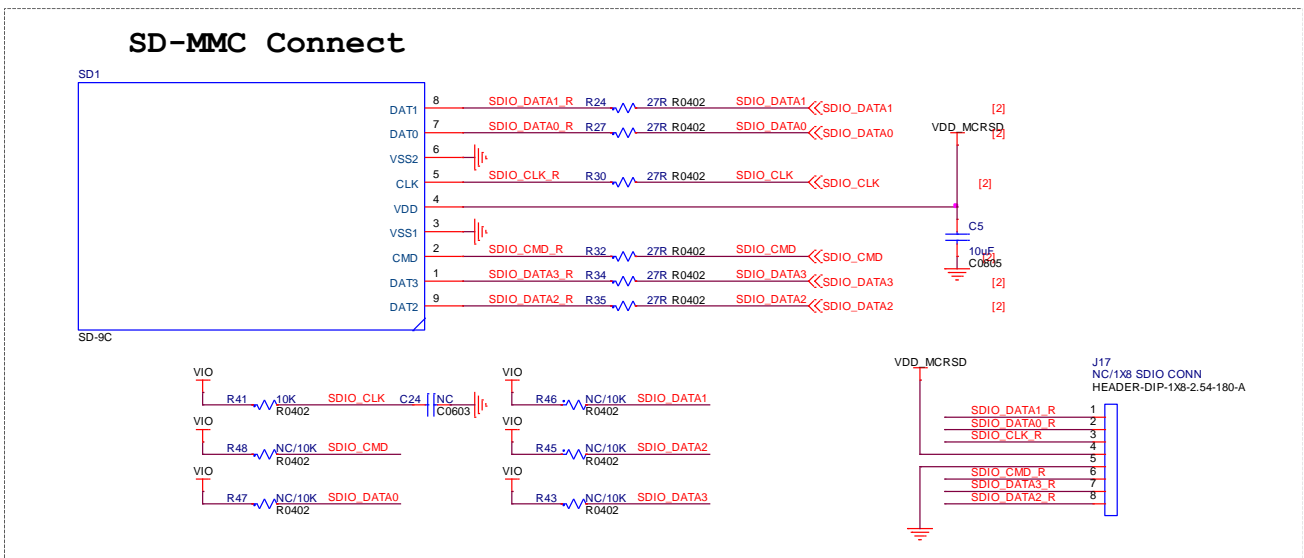 SD-MMC Connect
SD1
DAT1 8 SDIO_DATA1_R R24 27R R0402 SDIO_DATA1 SDIO_DATA1 [2]
DAT0 7 SDIO_DATA0_R R27 27R R0402 SDIO_DATA0 SDIO_DATA0 VDD_MCRSD [2]
VSS2 6
CLK 5 SDIO_CLK_R R30 27R R0402 SDIO_CLK SDIO_CLK [2]
VDD 4
VSS1 3
C5
CMD 2 SDIO_CMD_R R32 27R R0402 SDIO_CMD SDIO_CMD 10uF [2]
C0805
DAT3 1 SDIO_DATA3_R R34 27R R0402 SDIO_DATA3 SDIO_DATA3 [2]
DAT2 9 SDIO_DATA2_R R35 27R R0402 SDIO_DATA2 SDIO_DATA2 [2]
SD-9C
VIO
R41 10K SDIO_CLK C24 NC
R0402 C0603
VIO
R48 NC/10K SDIO_CMD
R0402
VIO
R47 NC/10K SDIO_DATA0
R0402
VIO
R46 NC/10K SDIO_DATA1
R0402
VIO
R45 NC/10K SDIO_DATA2
R0402
VIO
R43 NC/10K SDIO_DATA3
R0402
VDD_MCRSD
J17
NC/1X8 SDIO CONN
HEADER-DIP-1X8-2.54-180-A
SDIO_DATA1_R 1
SDIO_DATA0_R 2
SDIO_CLK_R 3
4
5
SDIO_CMD_R 6
SDIO_DATA3_R 7
SDIO_DATA2_R 8